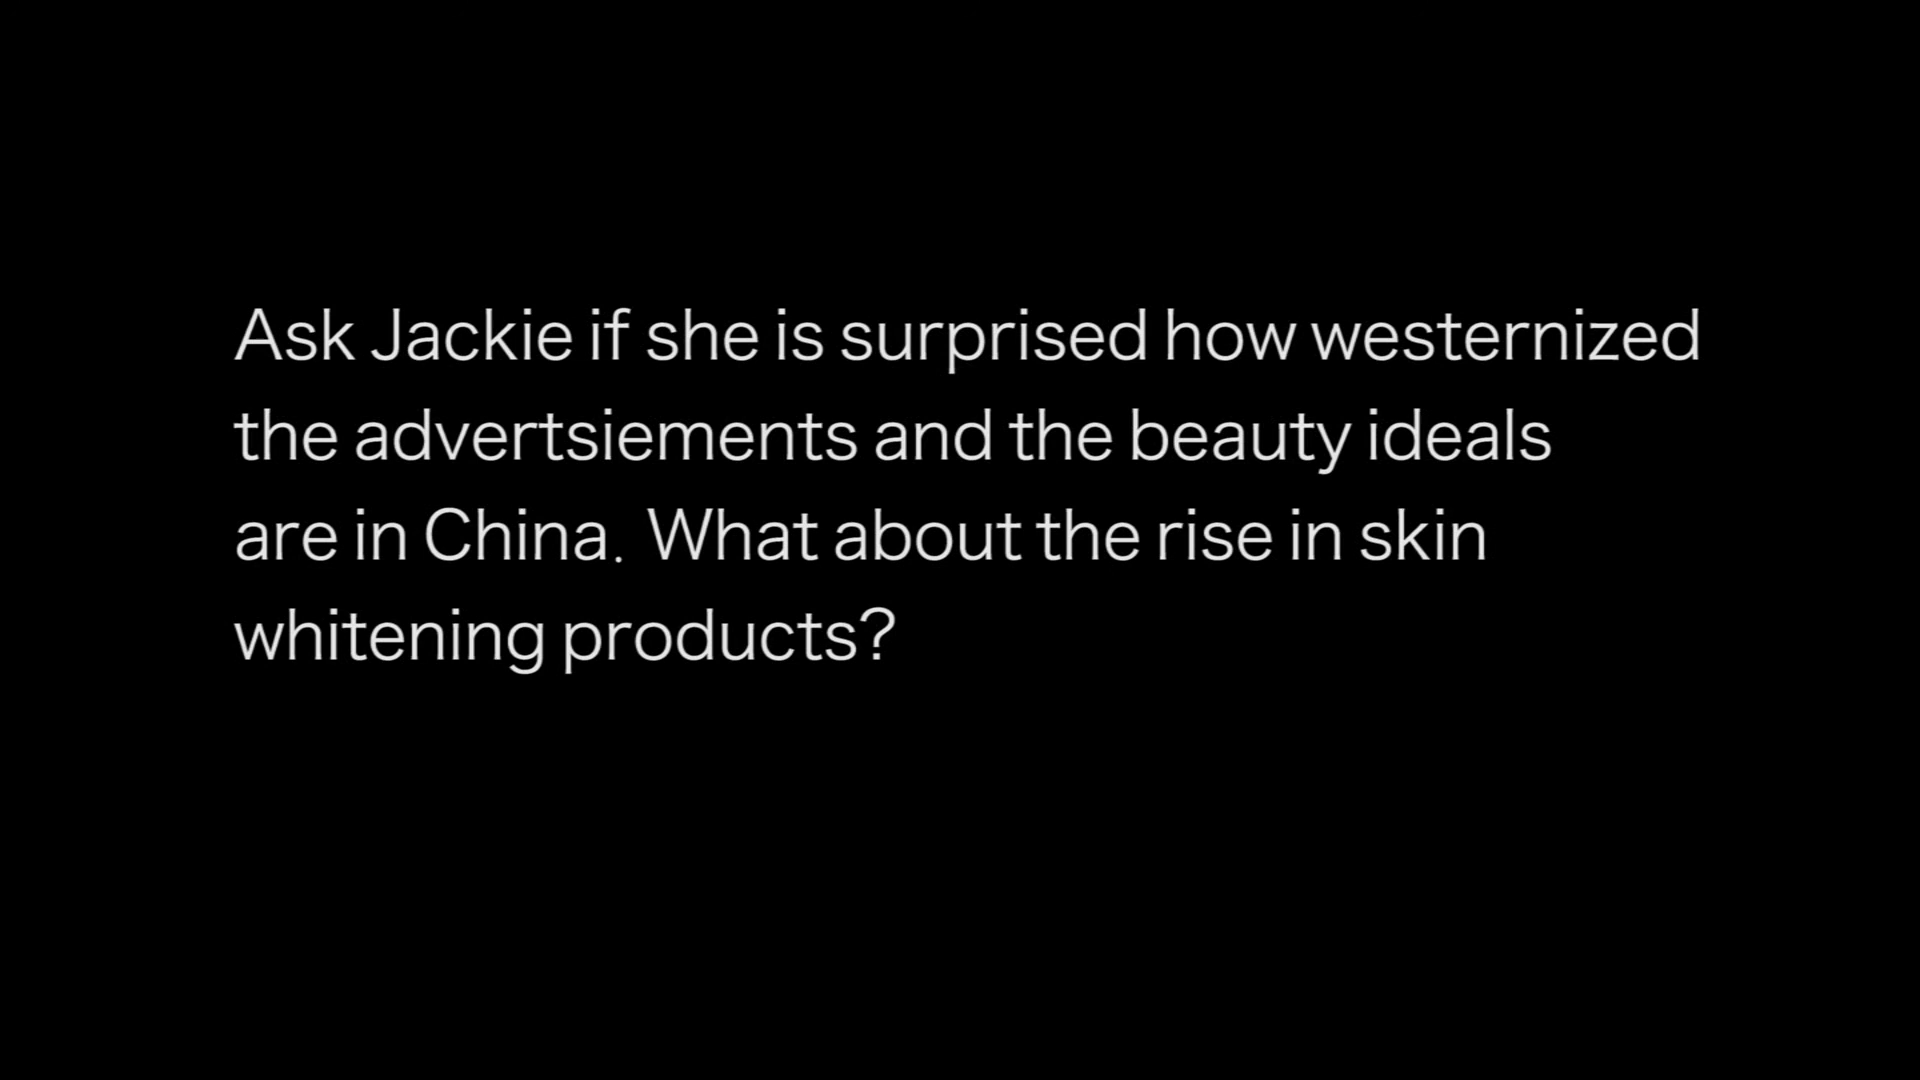 Ask Jackie if she is surprised how westernized
the advertsiements and the beauty ideals
are in China.  What about the rise in skin
whitening products?